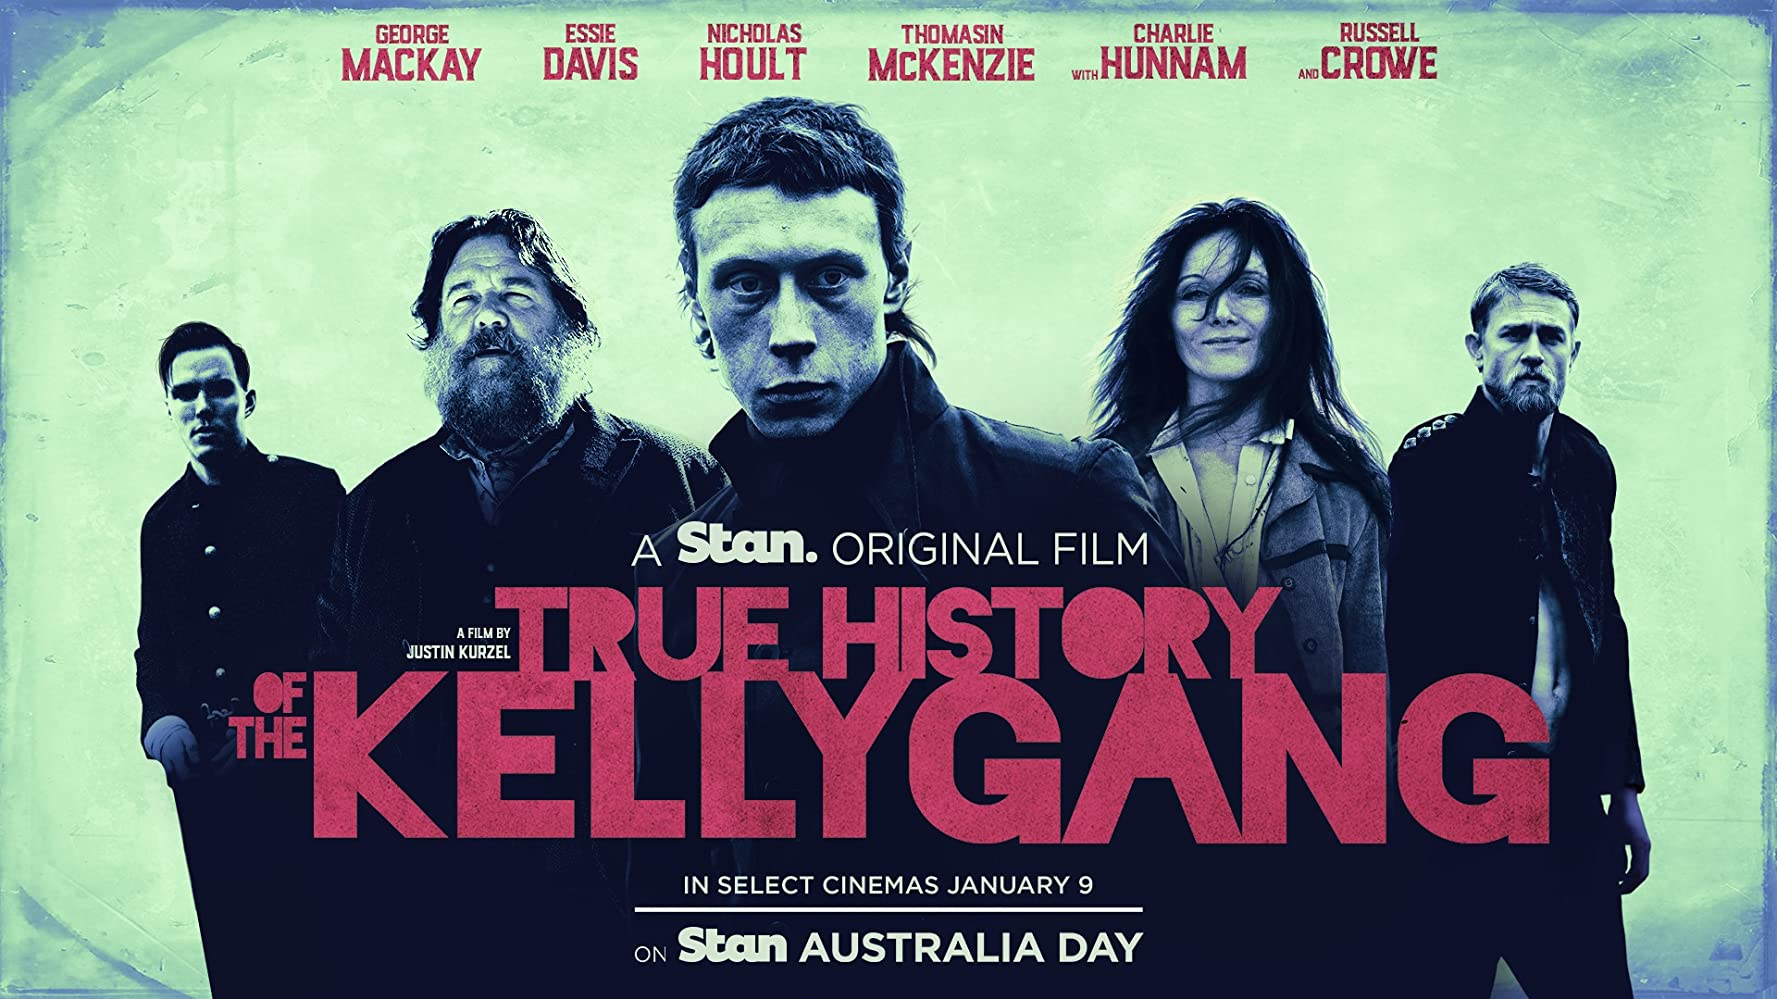 GEORGE MACKAY
ESSIE DAVIS
NICHOLAS HOULT
THOMASIN McKENZIE
CHARLIE WITH HUNNAM
RUSSELL AND CROWE
A Stan. ORIGINAL FILM
A FILM BY
JUSTIN KURZEL
TRUE HISTORY
OF THE KELLY GANG
IN SELECT CINEMAS JANUARY 9
ON Stan AUSTRALIA DAY